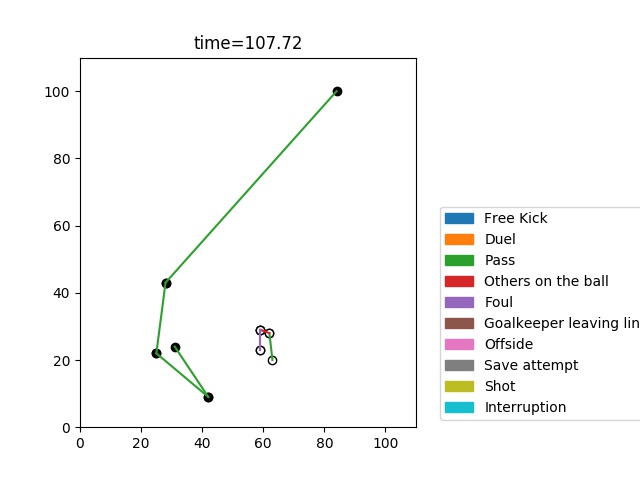 time=107.72
100
80
60
40
20
0
0 20 40 60 80 100
Free Kick
Duel
Pass
Others on the ball
Foul
Goalkeeper leaving lin
Offside
Save attempt
Shot
Interruption